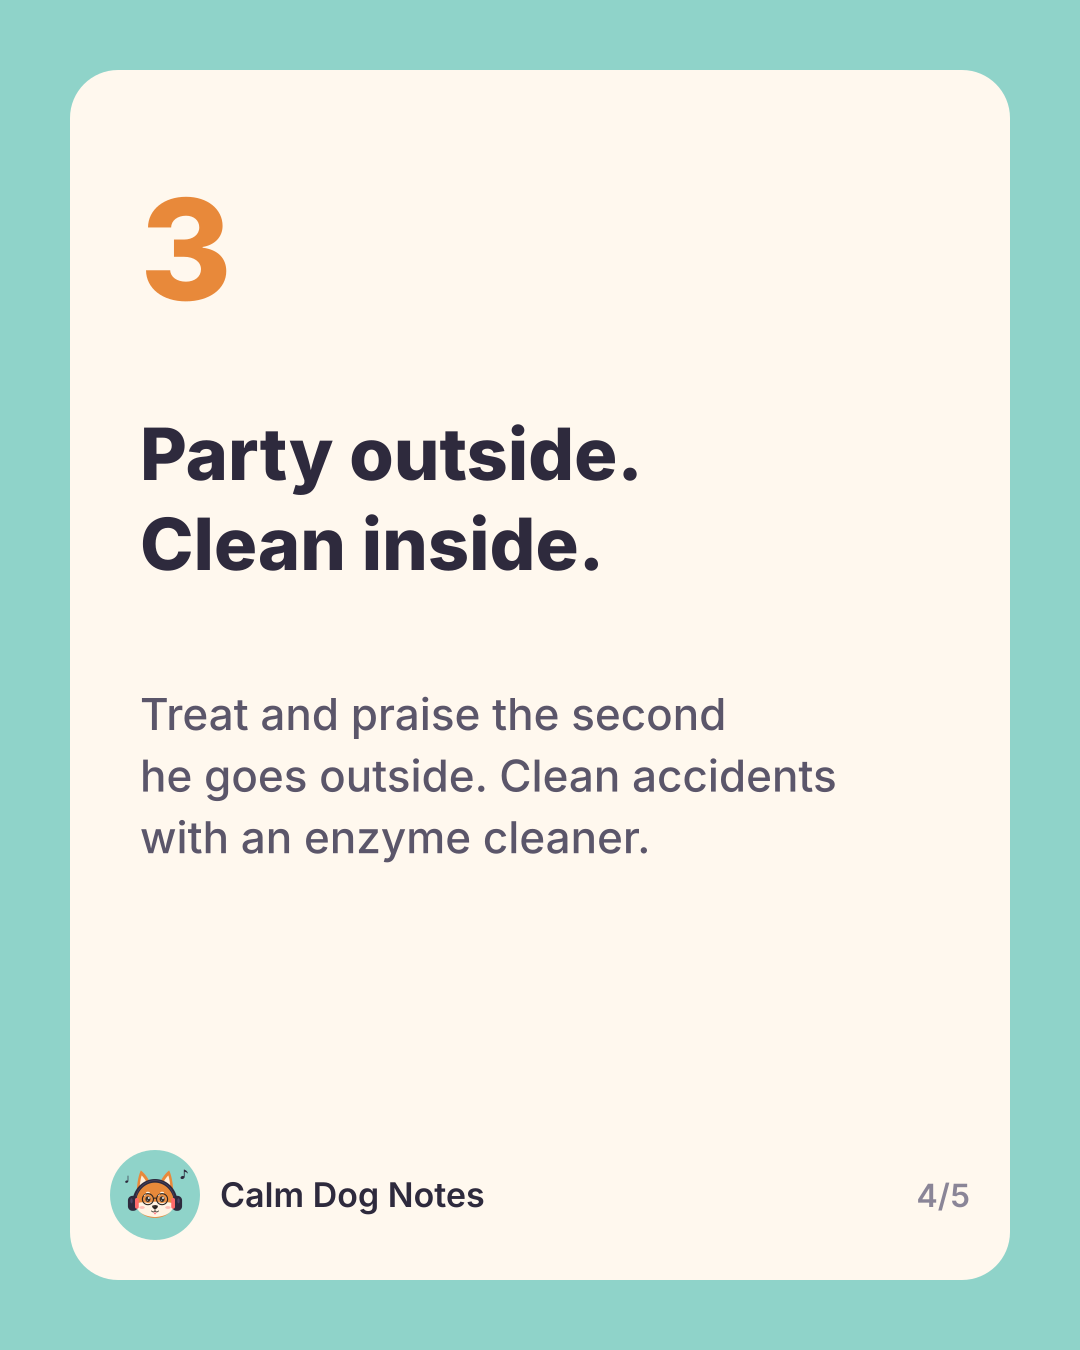 3
Party outside.
Clean inside.
Treat and praise the second
he goes outside. Clean accidents
with an enzyme cleaner.
Calm Dog Notes
4/5